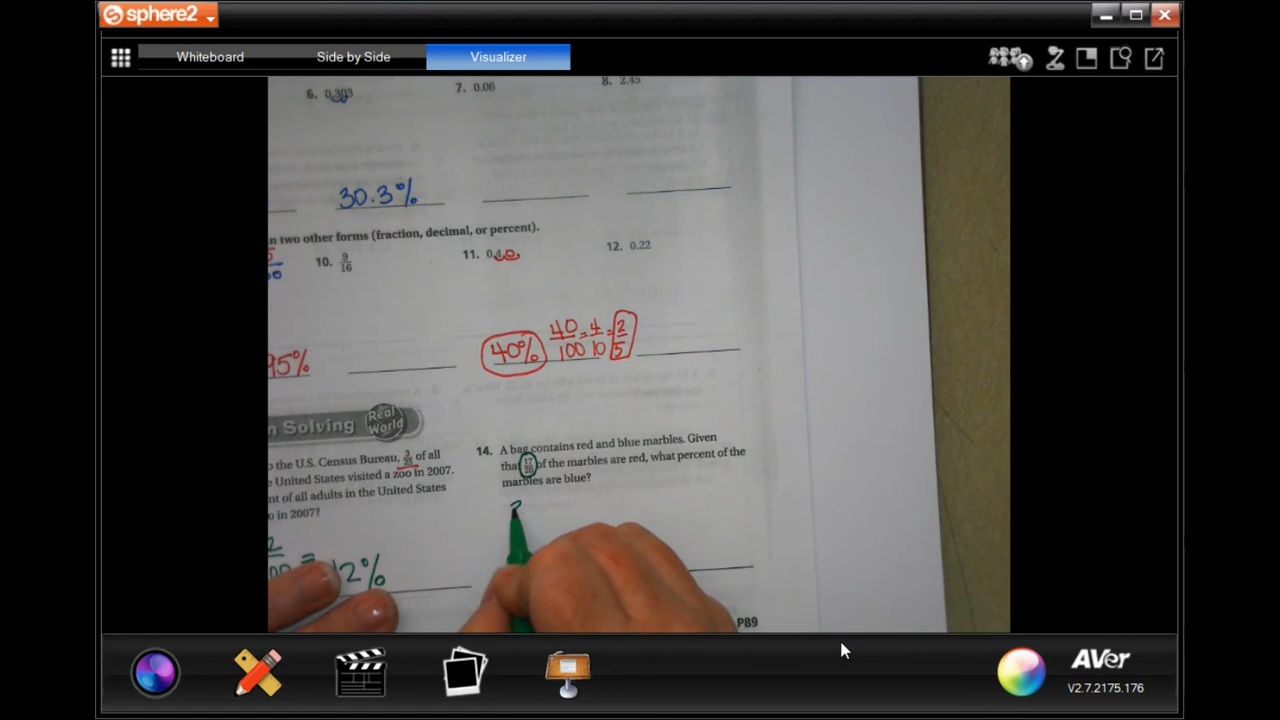 sphere2
Whiteboard Side by Side Visualizer
6. 0.303 7. 0.06 8. 2.45
30.3%
n two other forms (fraction, decimal, or percent).
10. 9/16 11. 0.40 12. 0.22
95% 40% 40/100 = 4/10 = 2/5
n Solving Real World
the U.S. Census Bureau, of all
United States visited a zoo in 2007.
nt of all adults in the United States
o in 2007?
14. A bag contains red and blue marbles. Given
that 17/20 of the marbles are red, what percent of the
marbles are blue?
= 12%
P89
AVer
V2.7.2175.176